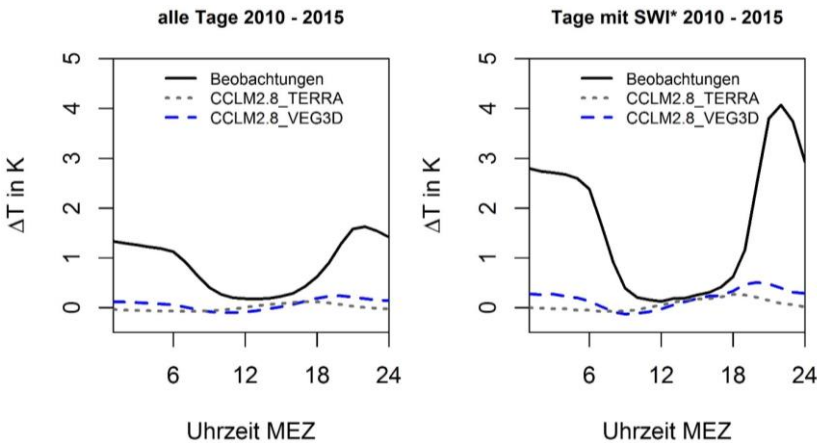 alle Tage 2010 - 2015
5
4
3
2
1
0
ΔT in K
Beobachtungen
CCLM2.8_TERRA
CCLM2.8_VEG3D
6
12
18
24
Uhrzeit MEZ
Tage mit SWI* 2010 - 2015
5
4
3
2
1
0
ΔT in K
Beobachtungen
CCLM2.8_TERRA
CCLM2.8_VEG3D
6
12
18
24
Uhrzeit MEZ